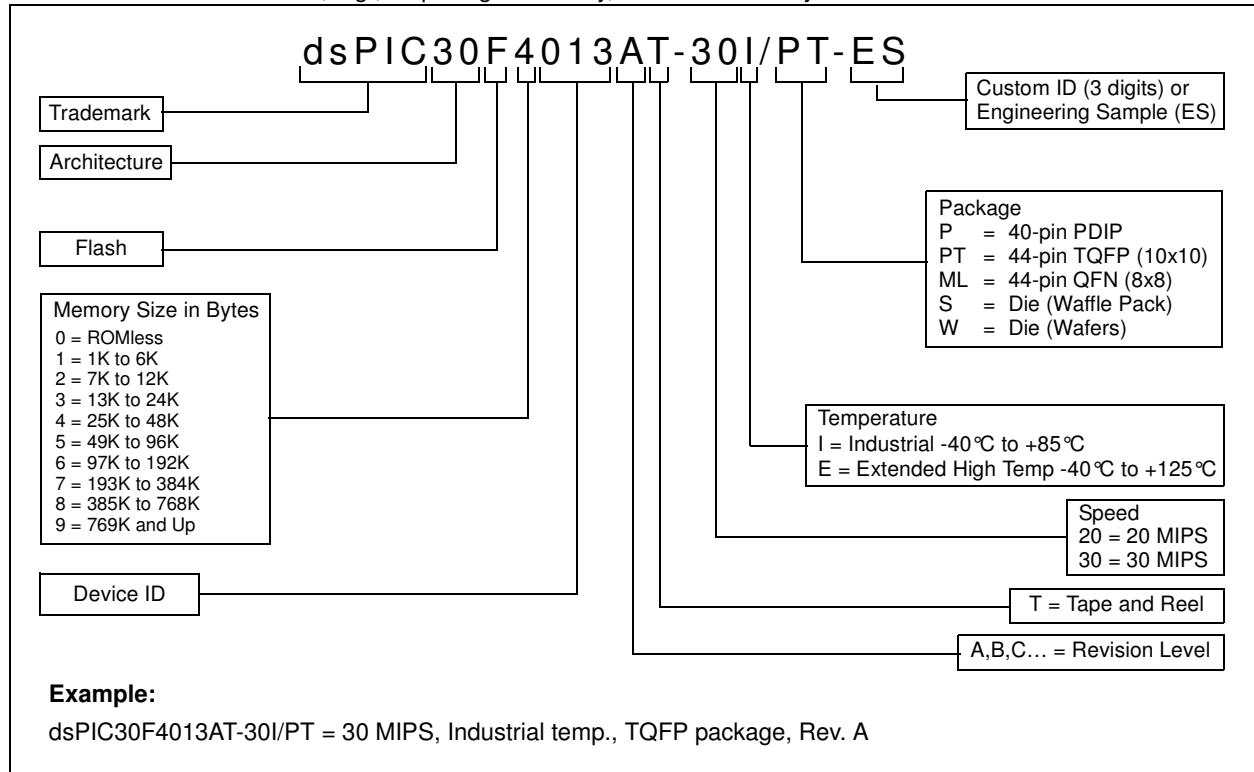 dsPIC30F4013AT-30I/PT-ES
Trademark
Architecture
Flash
Memory Size in Bytes
0 = ROMless
1 = 1K to 6K
2 = 7K to 12K
3 = 13K to 24K
4 = 25K to 48K
5 = 49K to 96K
6 = 97K to 192K
7 = 193K to 384K
8 = 385K to 768K
9 = 769K and Up
Device ID
Custom ID (3 digits) or
Engineering Sample (ES)
Package
P = 40-pin PDIP
PT = 44-pin TQFP (10x10)
ML = 44-pin QFN (8x8)
S = Die (Waffle Pack)
W = Die (Wafers)
Temperature
I = Industrial -40°C to +85°C
E = Extended High Temp -40°C to +125°C
Speed
20 = 20 MIPS
30 = 30 MIPS
T = Tape and Reel
A,B,C… = Revision Level
Example:
dsPIC30F4013AT-30I/PT = 30 MIPS, Industrial temp., TQFP package, Rev. A